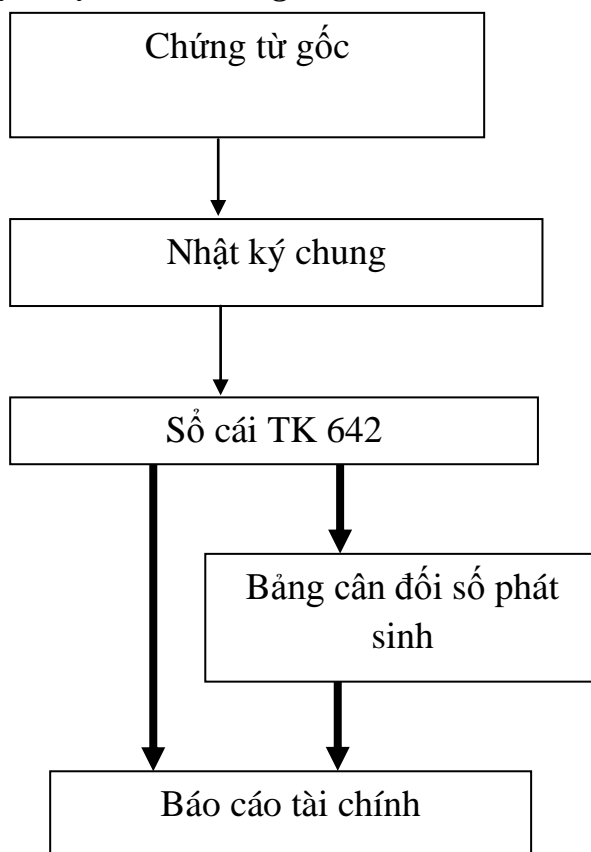 Chứng từ gốc
Nhật ký chung
Sổ cái TK 642
Bảng cân đối số phát
sinh
Báo cáo tài chính